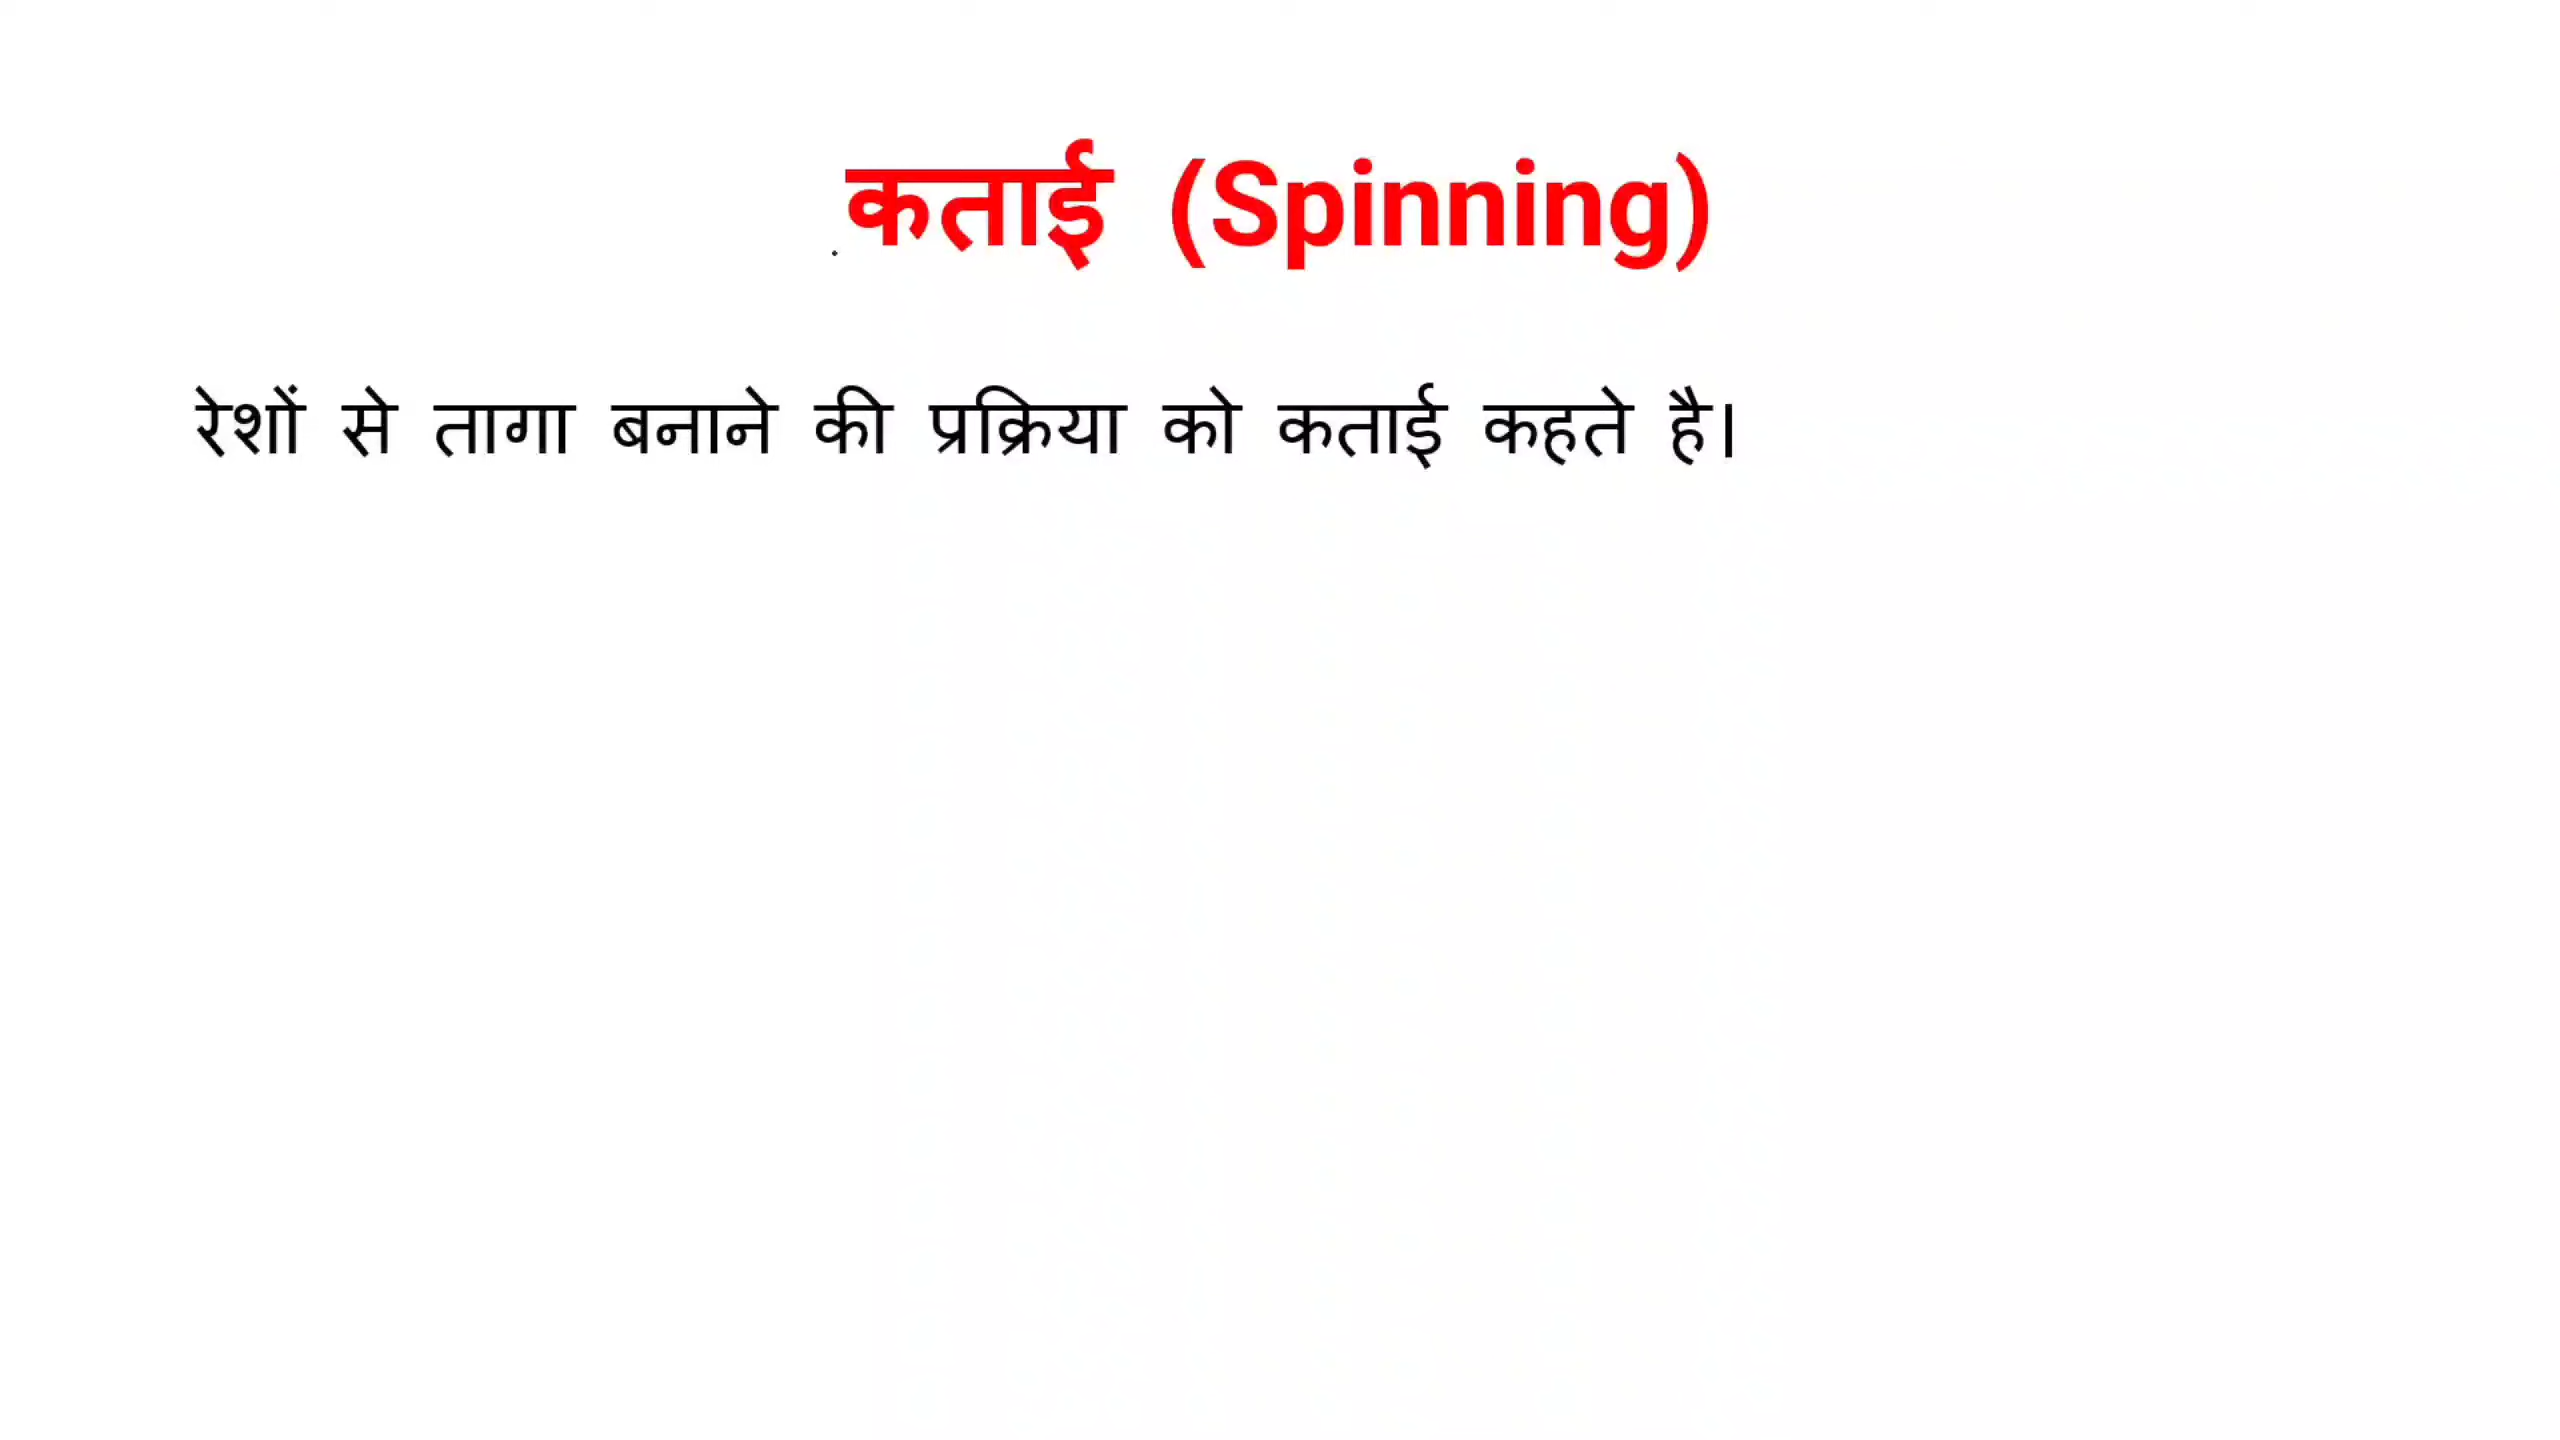 कताई (Spinning)
रेशों से तागा बनाने की प्रक्रिया को कताई कहते है।